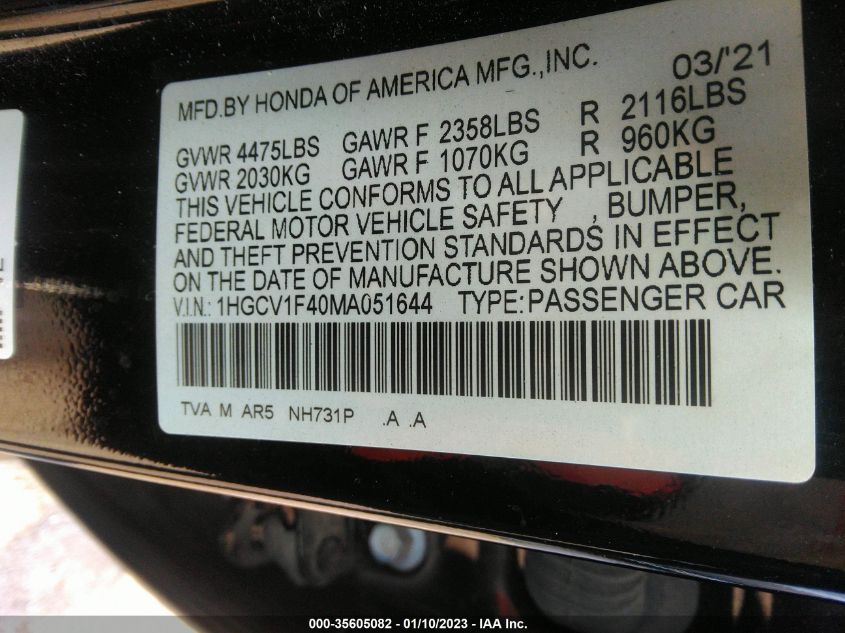 MFD.BY HONDA OF AMERICA MFG.,INC. 03/'21
GVWR 4475LBS GAWR F 2358LBS R 2116LBS
GVWR 2030KG GAWR F 1070KG R 960KG
THIS VEHICLE CONFORMS TO ALL APPLICABLE
FEDERAL MOTOR VEHICLE SAFETY , BUMPER,
AND THEFT PREVENTION STANDARDS IN EFFECT
ON THE DATE OF MANUFACTURE SHOWN ABOVE.
V.I.N.: 1HGCV1F40MA051644 TYPE:PASSENGER CAR
TVA M AR5 NH731P .A .A
000-35605082 - 01/10/2023 - IAA Inc.